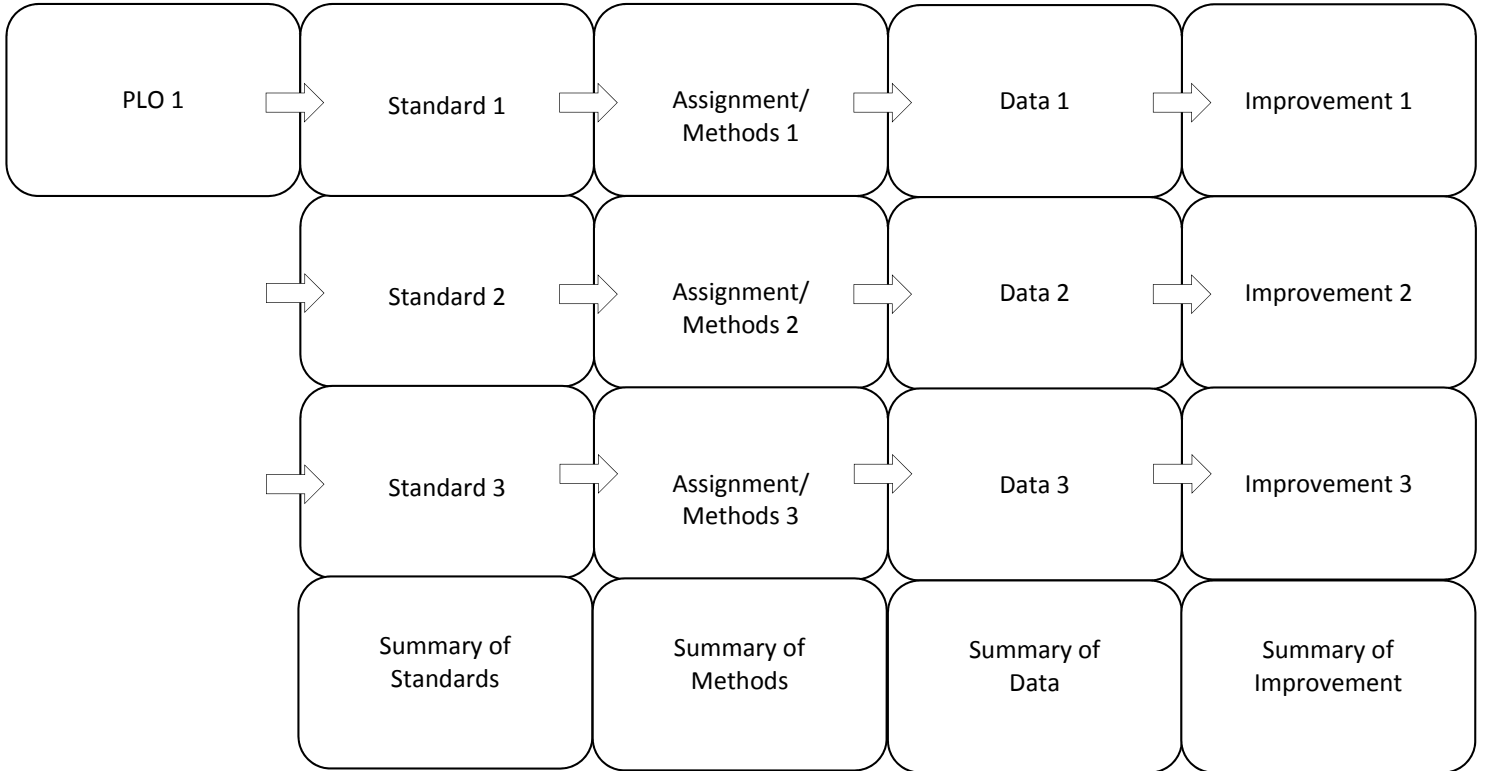 PLO 1
Standard 1
Assignment/
Methods 1
Data 1
Improvement 1
Standard 2
Assignment/
Methods 2
Data 2
Improvement 2
Standard 3
Assignment/
Methods 3
Data 3
Improvement 3
Summary of
Standards
Summary of
Methods
Summary of
Data
Summary of
Improvement